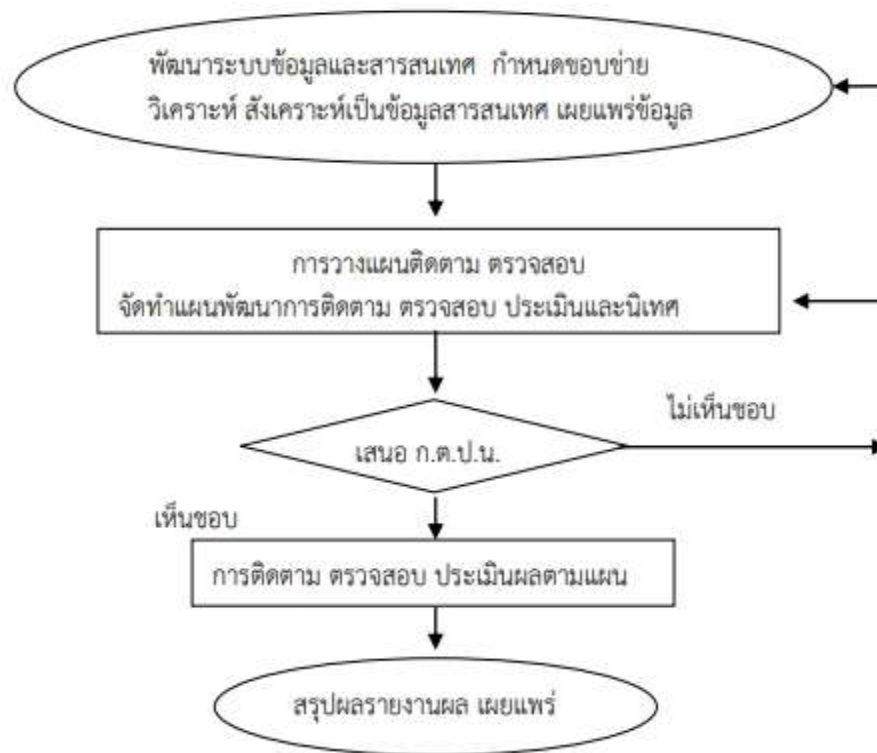 พัฒนาระบบข้อมูลและสารสนเทศ กำหนดขอบข่าย
วิเคราะห์ สังเคราะห์เป็นข้อมูลสารสนเทศ เผยแพร่ข้อมูล
การวางแผนติดตาม ตรวจสอบ
จัดทำแผนพัฒนาการติดตาม ตรวจสอบ ประเมินและนิเทศ
ไม่เห็นชอบ
เสนอ ก.ต.ป.น.
เห็นชอบ
การติดตาม ตรวจสอบ ประเมินผลตามแผน
สรุปผลรายงานผล เผยแพร่